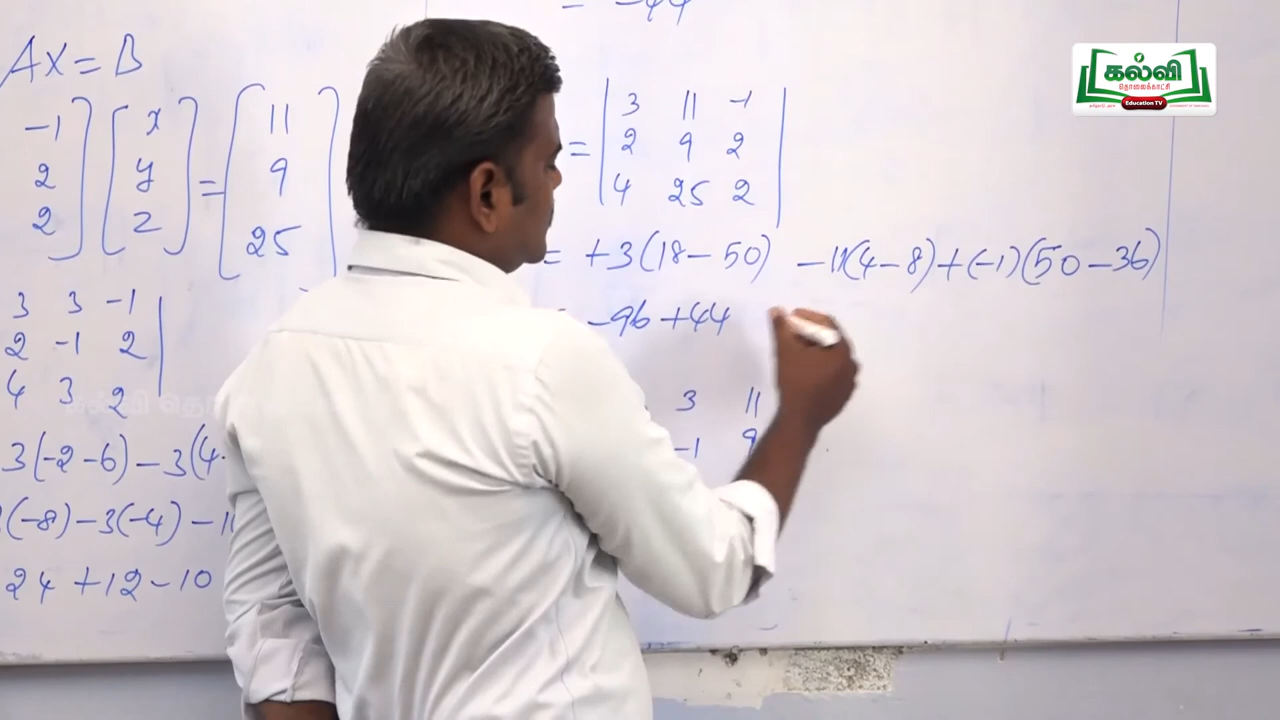 AX = B
-1 x 11
2 y = 9
2 z 25
3 3 -1
2 -1 2
4 3 2
3(-2-6) - 3(4
(-8) - 3(-4) - 1
24 + 12 - 10
= -44
3 11 -1
= 2 9 2
4 25 2
= +3(18 - 50) - 11(4 - 8) + (-1)(50 - 36)
= -96 + 44
3 11
-1 9
கல்வி
தொலைக்காட்சி
Education TV